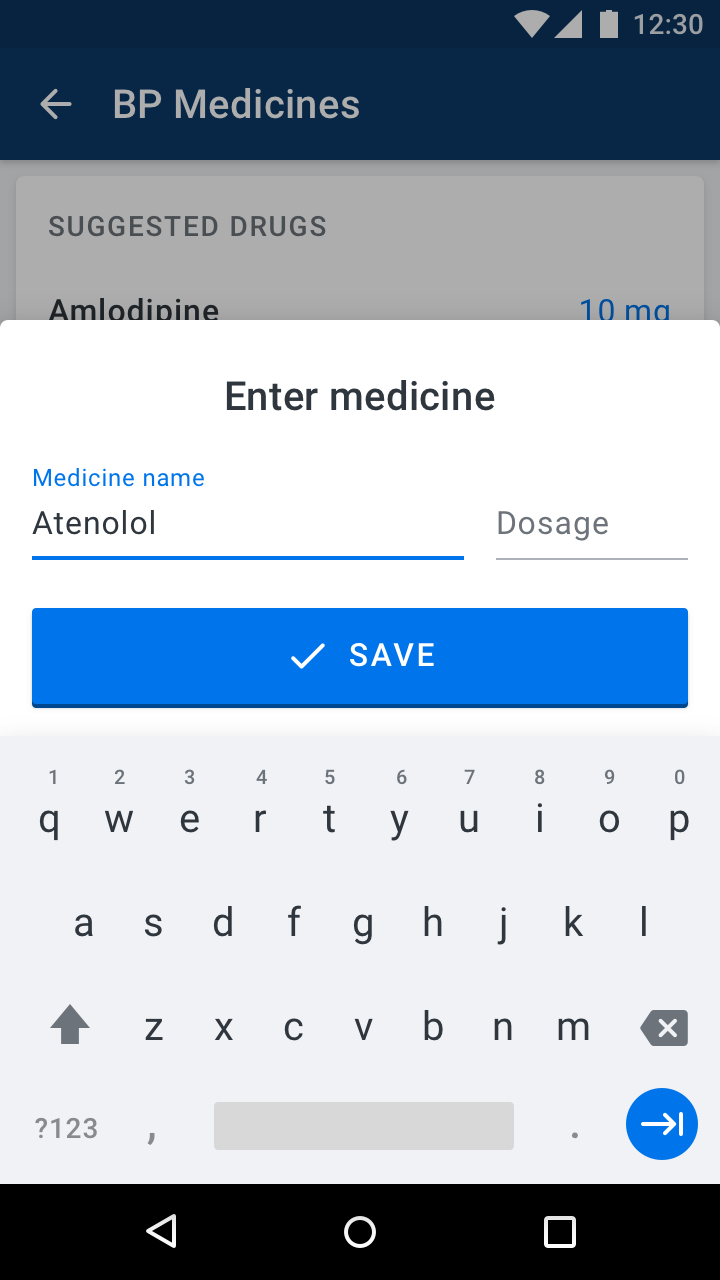 12:30
BP Medicines
SUGGESTED DRUGS
Amlodipine 10 mg
Enter medicine
Medicine name
Atenolol Dosage
SAVE
1 2 3 4 5 6 7 8 9 0
q w e r t y u i o p
a s d f g h j k l
z x c v b n m
?123 , .